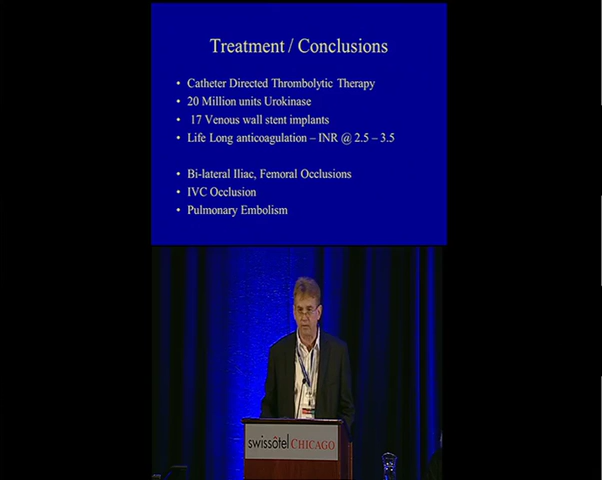 Treatment / Conclusions
• Catheter Directed Thrombolytic Therapy
• 20 Million units Urokinase
• 17 Venous wall stent implants
• Life Long anticoagulation – INR @ 2.5 – 3.5
• Bi-lateral Iliac, Femoral Occlusions
• IVC Occlusion
• Pulmonary Embolism
swissôtel CHICAGO